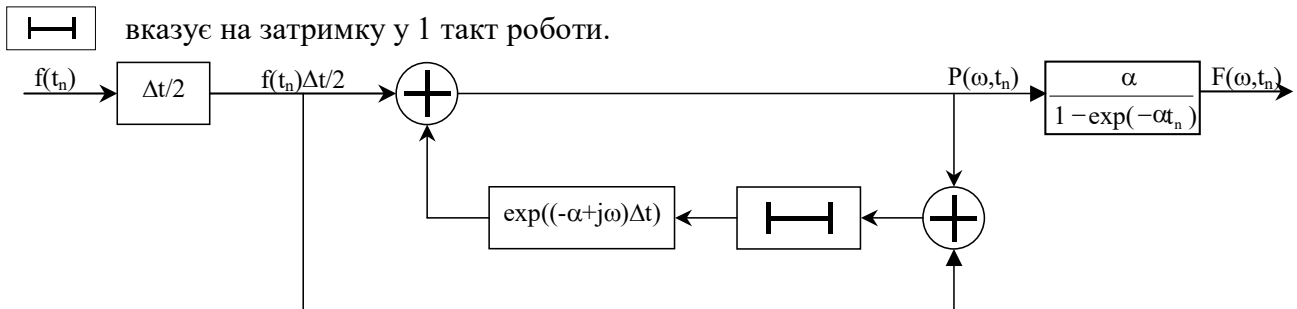 вказує на затримку у 1 такт роботи.
f(tₙ) Δt/2 f(tₙ)Δt/2 P(ω,tₙ) α F(ω,tₙ)
1−exp(−αtₙ)
exp((-α+jω)Δt)